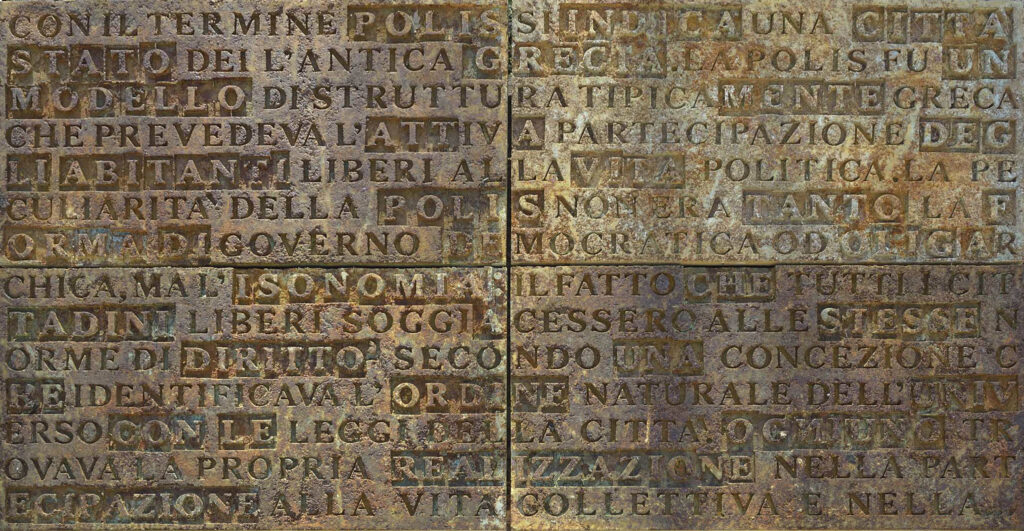 CON IL TERMINE POLIS SI INDICA UNA CITTÀ
STATO DELL'ANTICA GRECIA. LA POLIS FU UN
MODELLO DI STRUTTURA TIPICAMENTE GRECA
CHE PREVEDEVA L'ATTIVA PARTECIPAZIONE DEG
LI ABITANTI LIBERI ALLA VITA POLITICA. LA PE
CULIARITÀ DELLA POLIS NON ERA TANTO LA F
ORMA DI GOVERNO DEMOCRATICA OD OLIGAR
CHICA, MA L'ISONOMIA: IL FATTO CHE TUTTI I CIT
TADINI LIBERI SOGGIACESSERO ALLE STESSE N
ORME DI DIRITTO, SECONDO UNA CONCEZIONE C
HE IDENTIFICAVA L'ORDINE NATURALE DELL'UNIV
ERSO CON LE LEGGI DELLA CITTÀ. OGNUNO TR
OVAVA LA PROPRIA REALIZZAZIONE NELLA PART
ECIPAZIONE ALLA VITA COLLETTIVA E NELLA